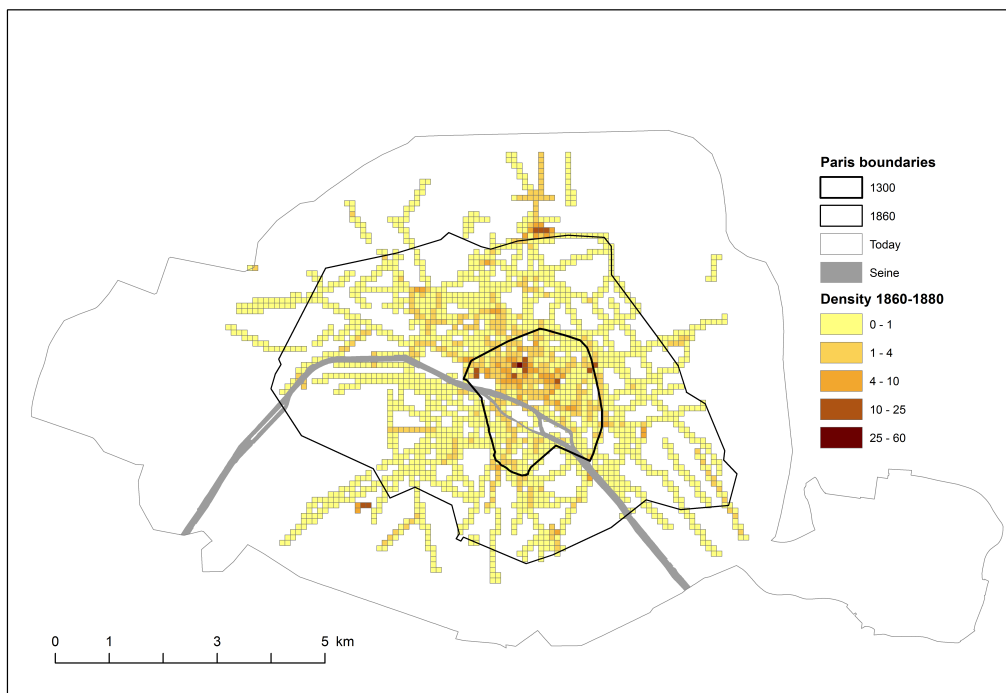 Paris boundaries
1300
1860
Today
Seine
Density 1860-1880
0 - 1
1 - 4
4 - 10
10 - 25
25 - 60
0 1 3 5 km